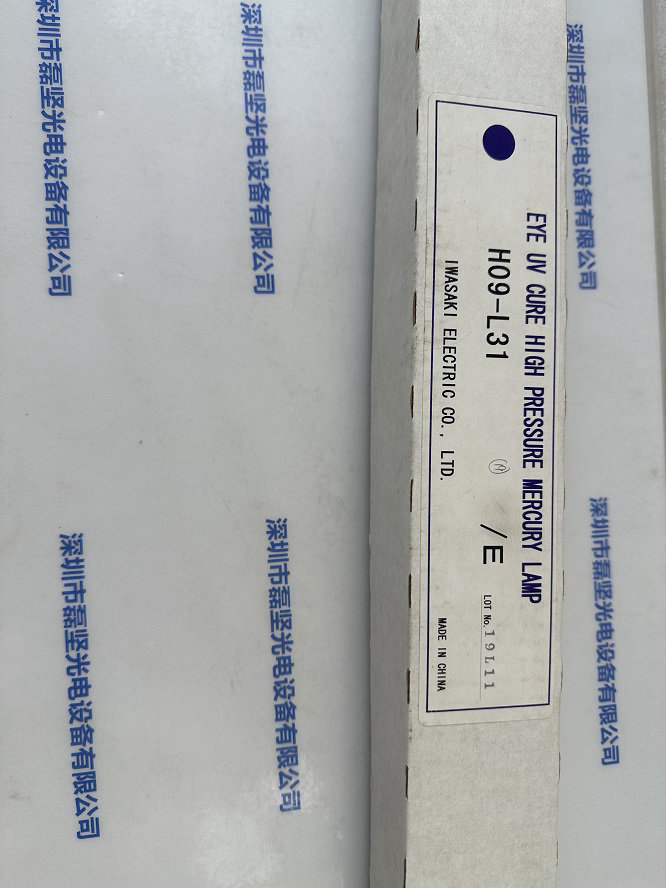 EYE UV CURE HIGH PRESSURE MERCURY LAMP
H09-L31 /E
LOT No. 19L11
IWASAKI ELECTRIC CO., LTD.
MADE IN CHINA
深圳市磊坚光电设备有限公司
深圳市磊坚光电设备有限公司
深圳市磊坚光电设备有限公司
深圳市磊坚光电设备有限公司
深圳市磊坚光电设备有限公司
深圳市磊坚光电设备有限公司